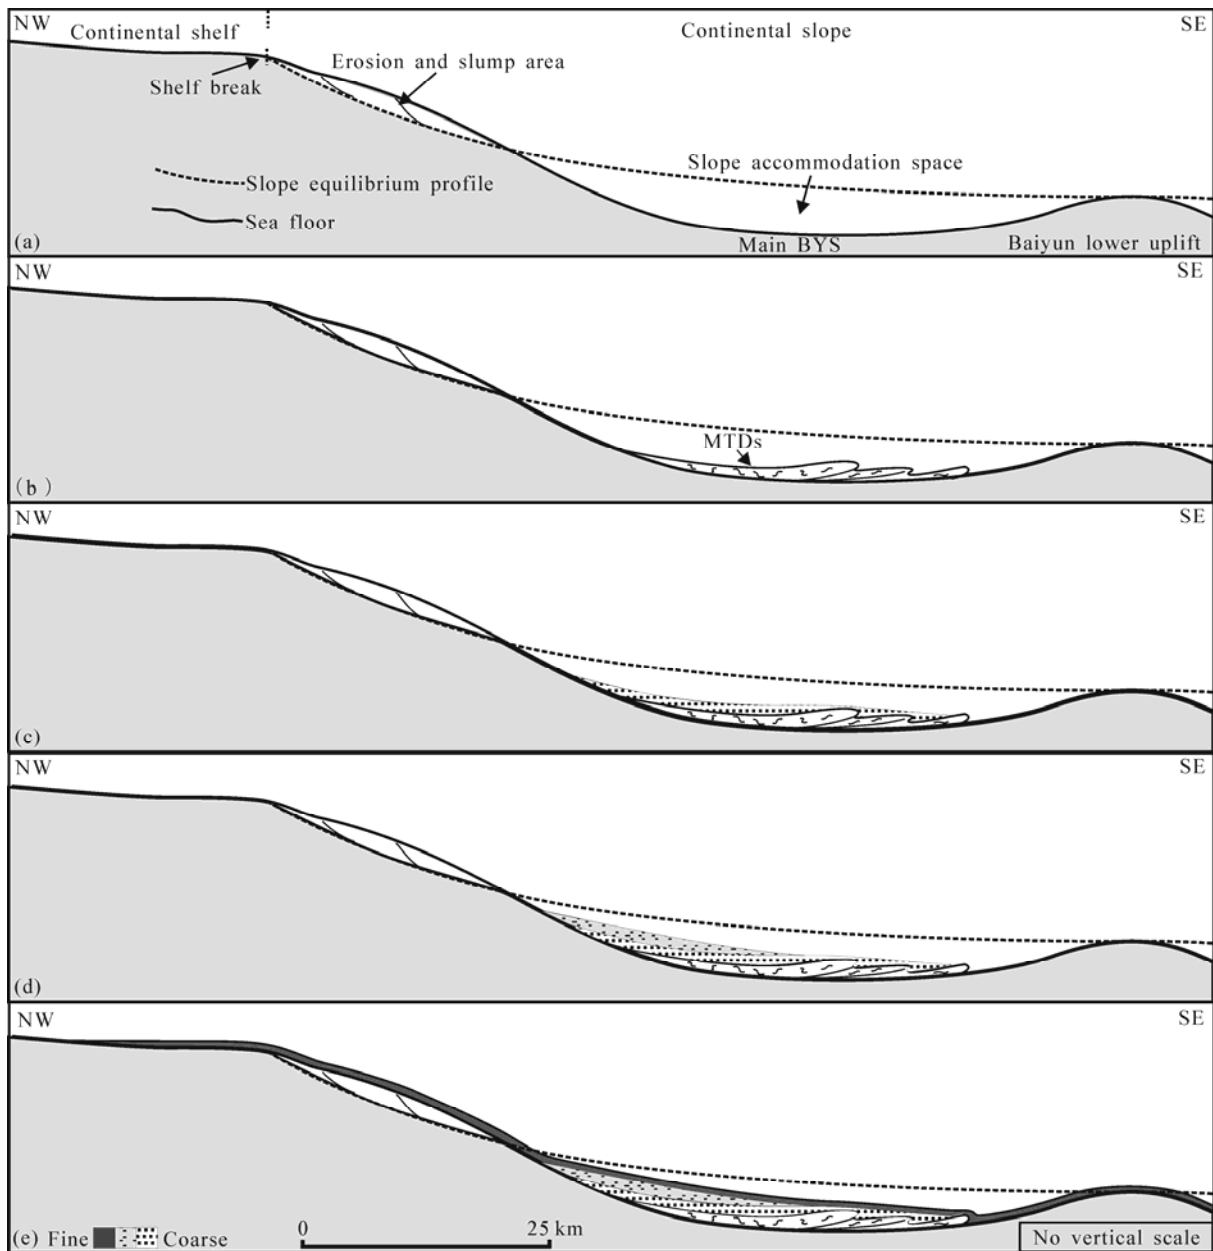 NW
SE
Continental shelf
Continental slope
Erosion and slump area
Shelf break
Slope accommodation space
Slope equilibrium profile
Sea floor
(a)
Main BYS
Baiyun lower uplift
NW
SE
MTDs
(b)
NW
SE
(c)
NW
SE
(d)
NW
SE
(e) Fine
Coarse
0
25 km
No vertical scale